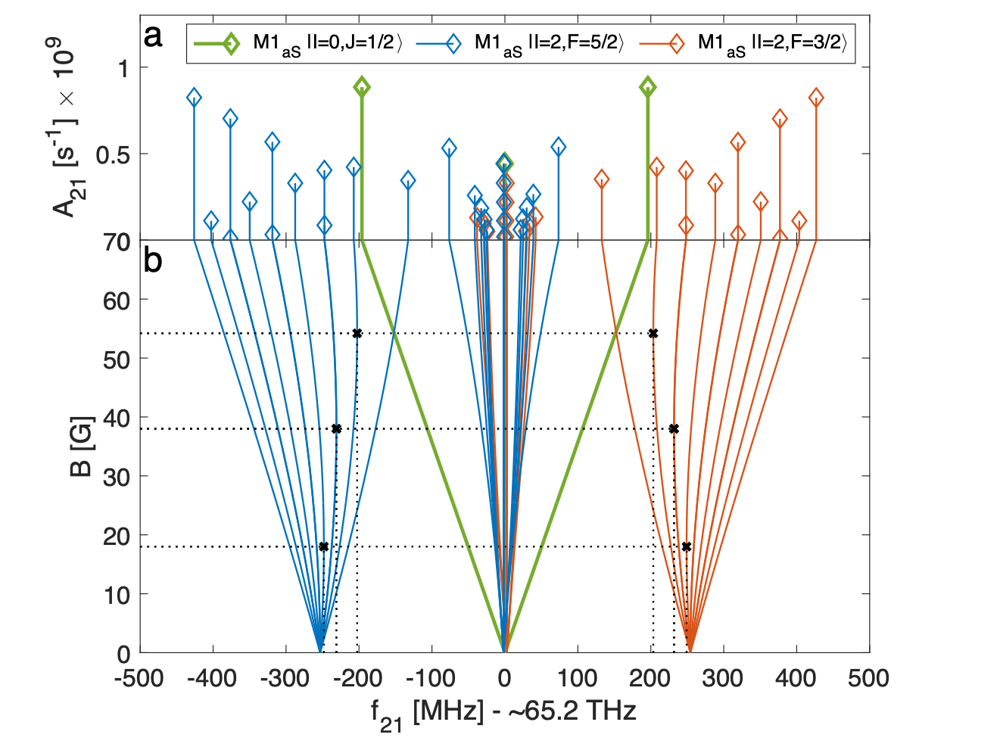 a
M1aS |I=0,J=1/2⟩ M1aS |I=2,F=5/2⟩ M1aS |I=2,F=3/2⟩
1
0.5
A21 [s-1] × 109
70
b
60
50
40
30
20
10
0
B [G]
-500 -400 -300 -200 -100 0 100 200 300 400 500
f21 [MHz] - ~65.2 THz